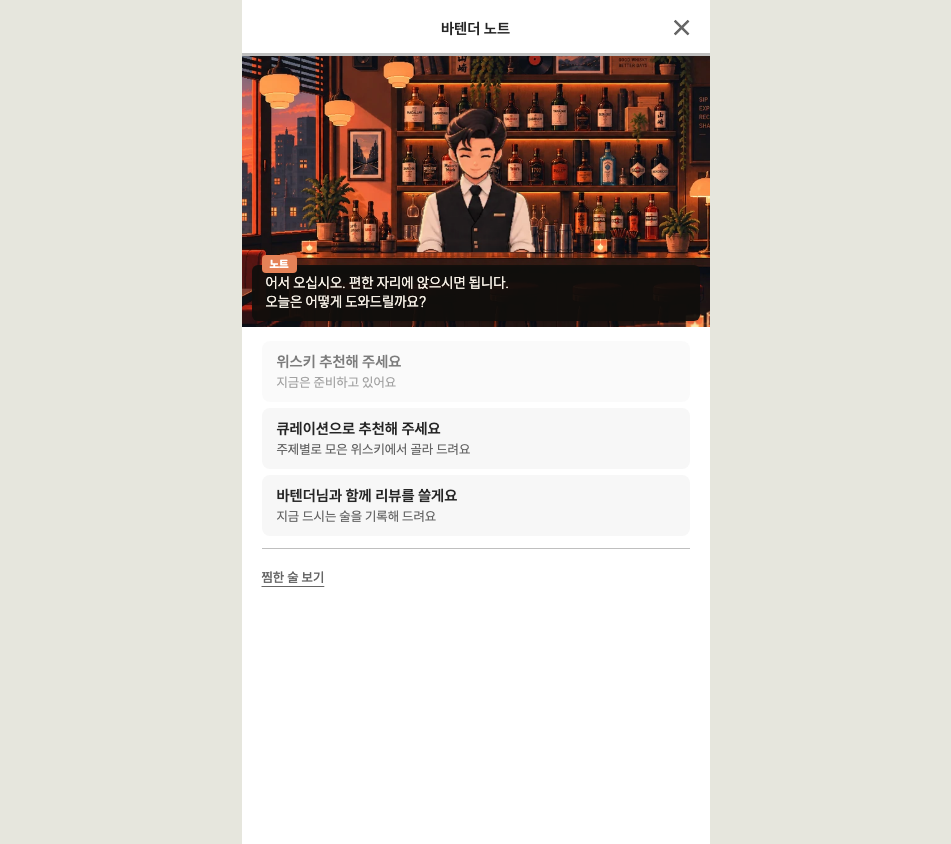 바텐더 노트
山崎
노트
어서 오십시오. 편한 자리에 앉으시면 됩니다.
오늘은 어떻게 도와드릴까요?
위스키 추천해 주세요
지금은 준비하고 있어요
큐레이션으로 추천해 주세요
주제별로 모은 위스키에서 골라 드려요
바텐더님과 함께 리뷰를 쓸게요
지금 드시는 술을 기록해 드려요
찜한 술 보기